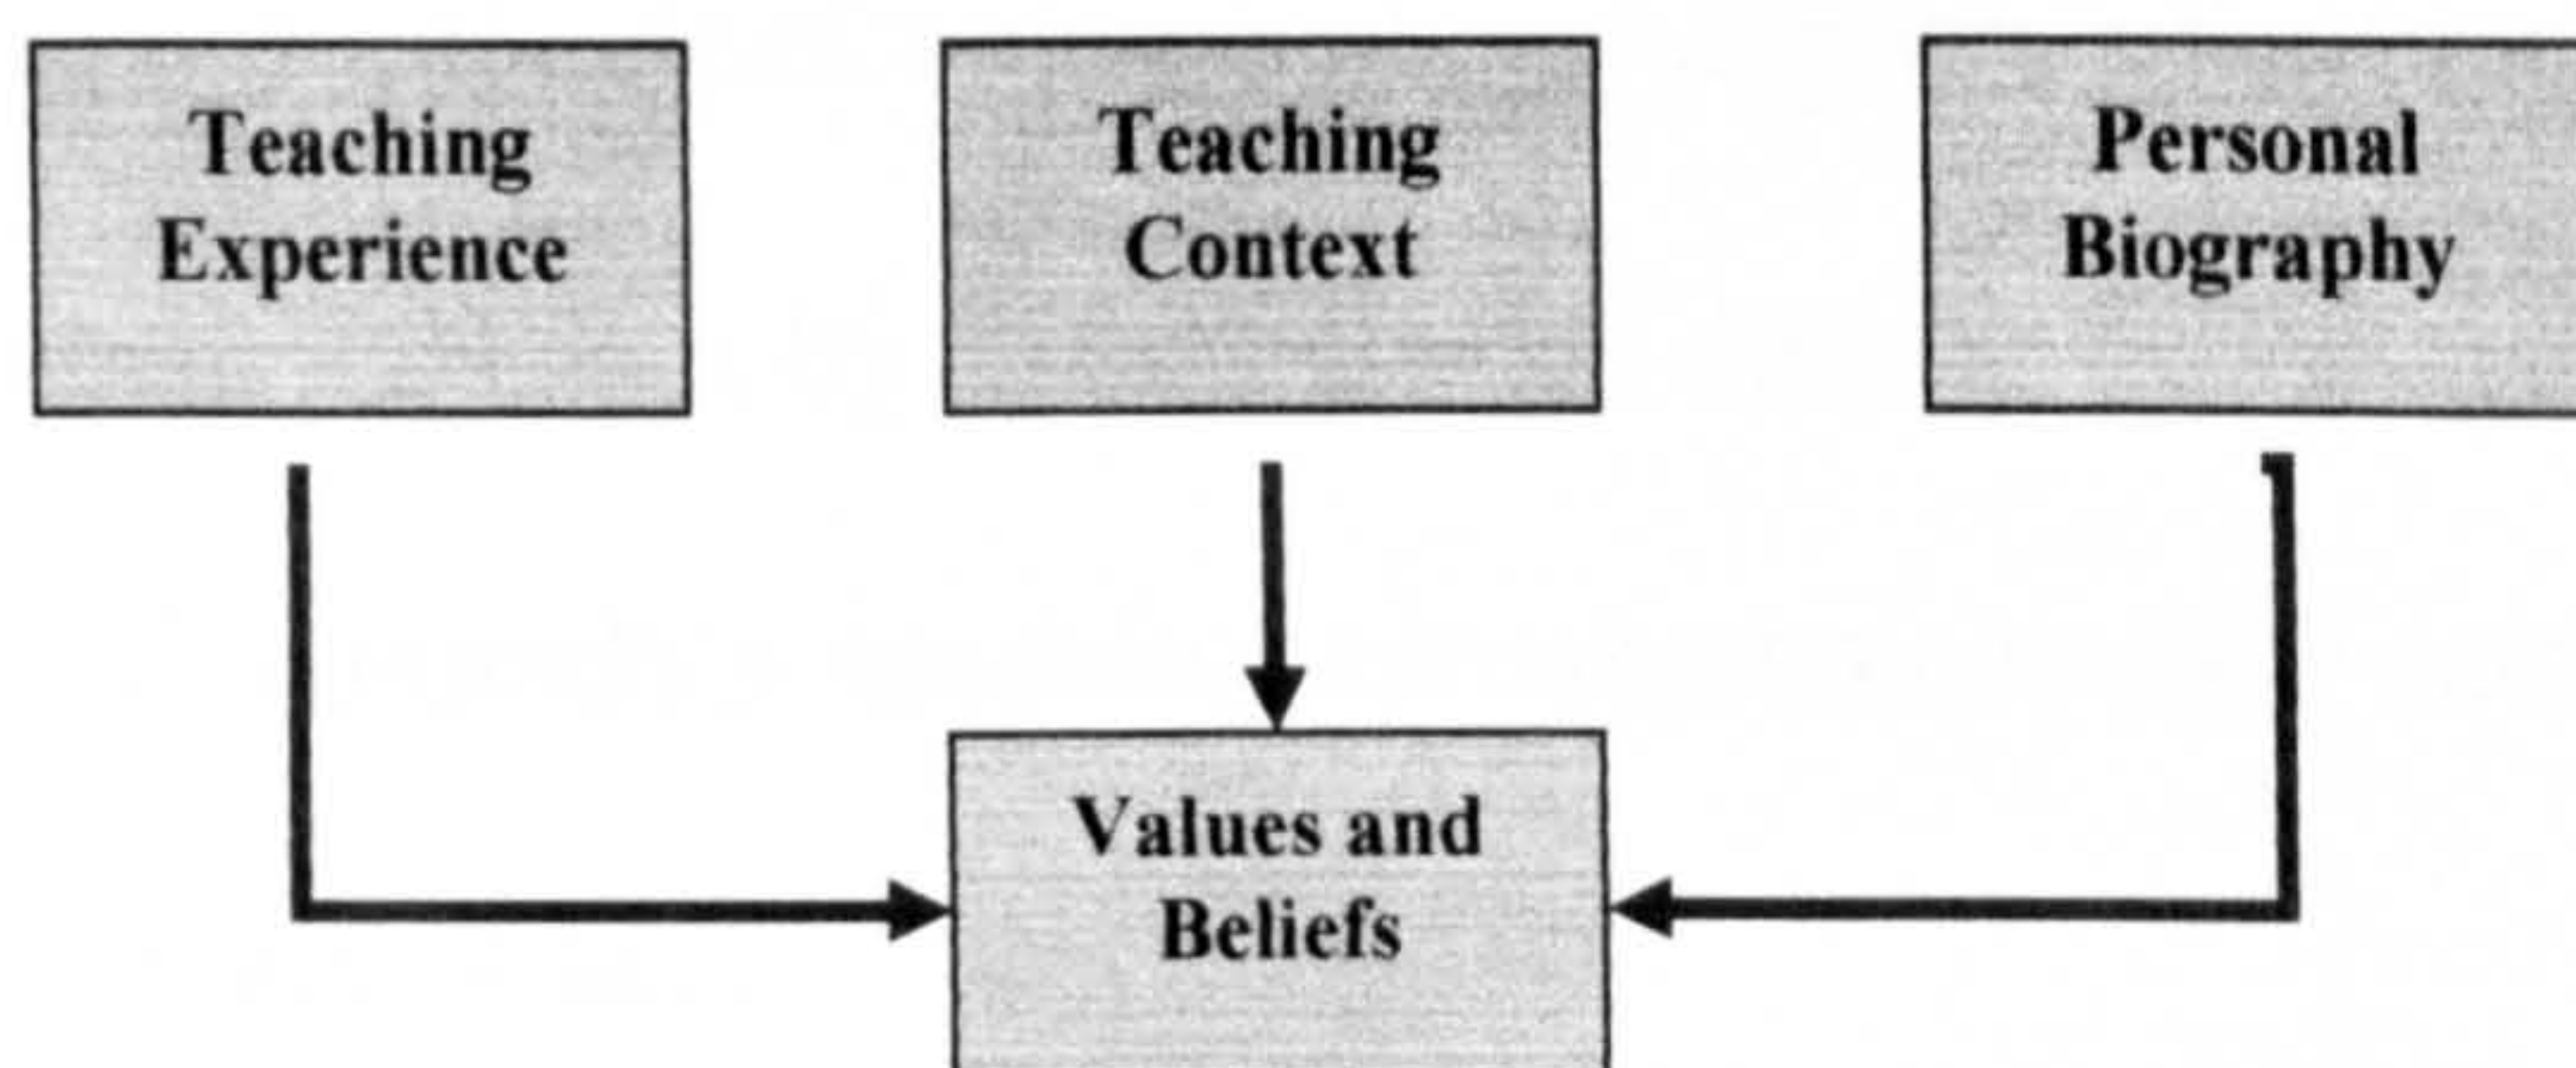 Teaching
Experience
Teaching
Context
Personal
Biography
Values and
Beliefs